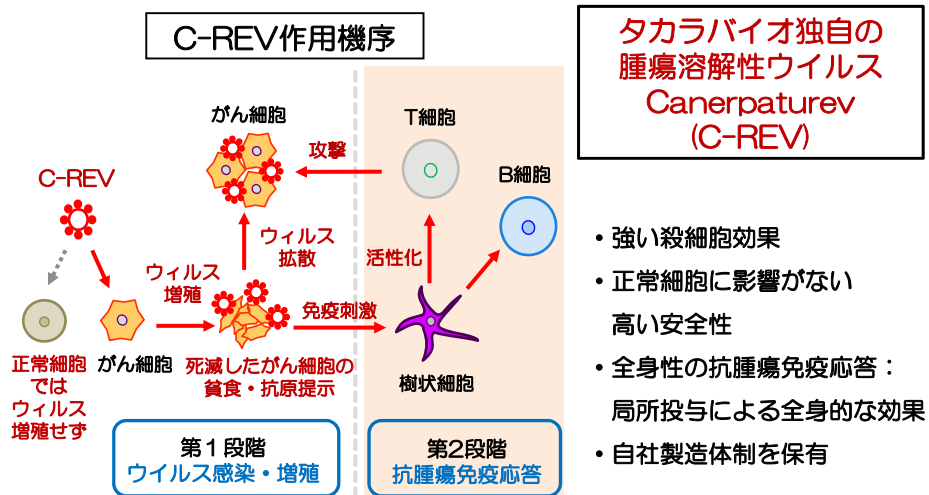 C-REV作用機序
タカラバイオ独自の
腫瘍溶解性ウイルス
Canerpaturev
(C-REV)
がん細胞
T細胞
攻撃
B細胞
C-REV
ウィルス
拡散
活性化
ウィルス
増殖
免疫刺激
正常細胞
では
ウィルス
増殖せず
がん細胞
死滅したがん細胞の
貧食・抗原提示
樹状細胞
第１段階
ウイルス感染・増殖
第2段階
抗腫瘍免疫応答
・強い殺細胞効果
・正常細胞に影響がない
高い安全性
・全身性の抗腫瘍免疫応答：
局所投与による全身的な効果
・自社製造体制を保有